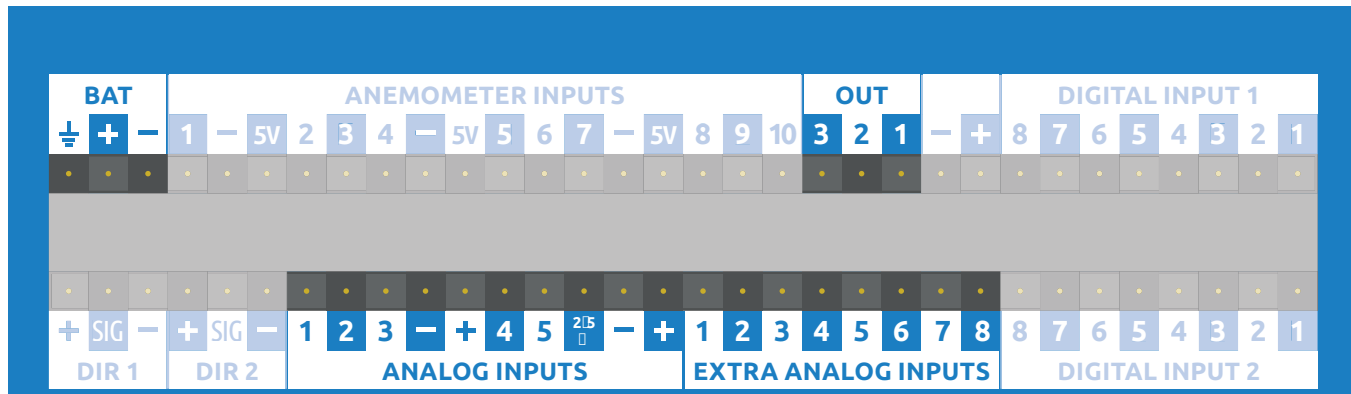 BAT ANEMOMETER INPUTS OUT DIGITAL INPUT 1
⏚ + − 1 − 5V 2 3 4 − 5V 5 6 7 − 5V 8 9 10 3 2 1 − + 8 7 6 5 4 3 2 1
+ SIG − + SIG − 1 2 3 − + 4 5 2▯5▯ − + 1 2 3 4 5 6 7 8 8 7 6 5 4 3 2 1
DIR 1 DIR 2 ANALOG INPUTS EXTRA ANALOG INPUTS DIGITAL INPUT 2